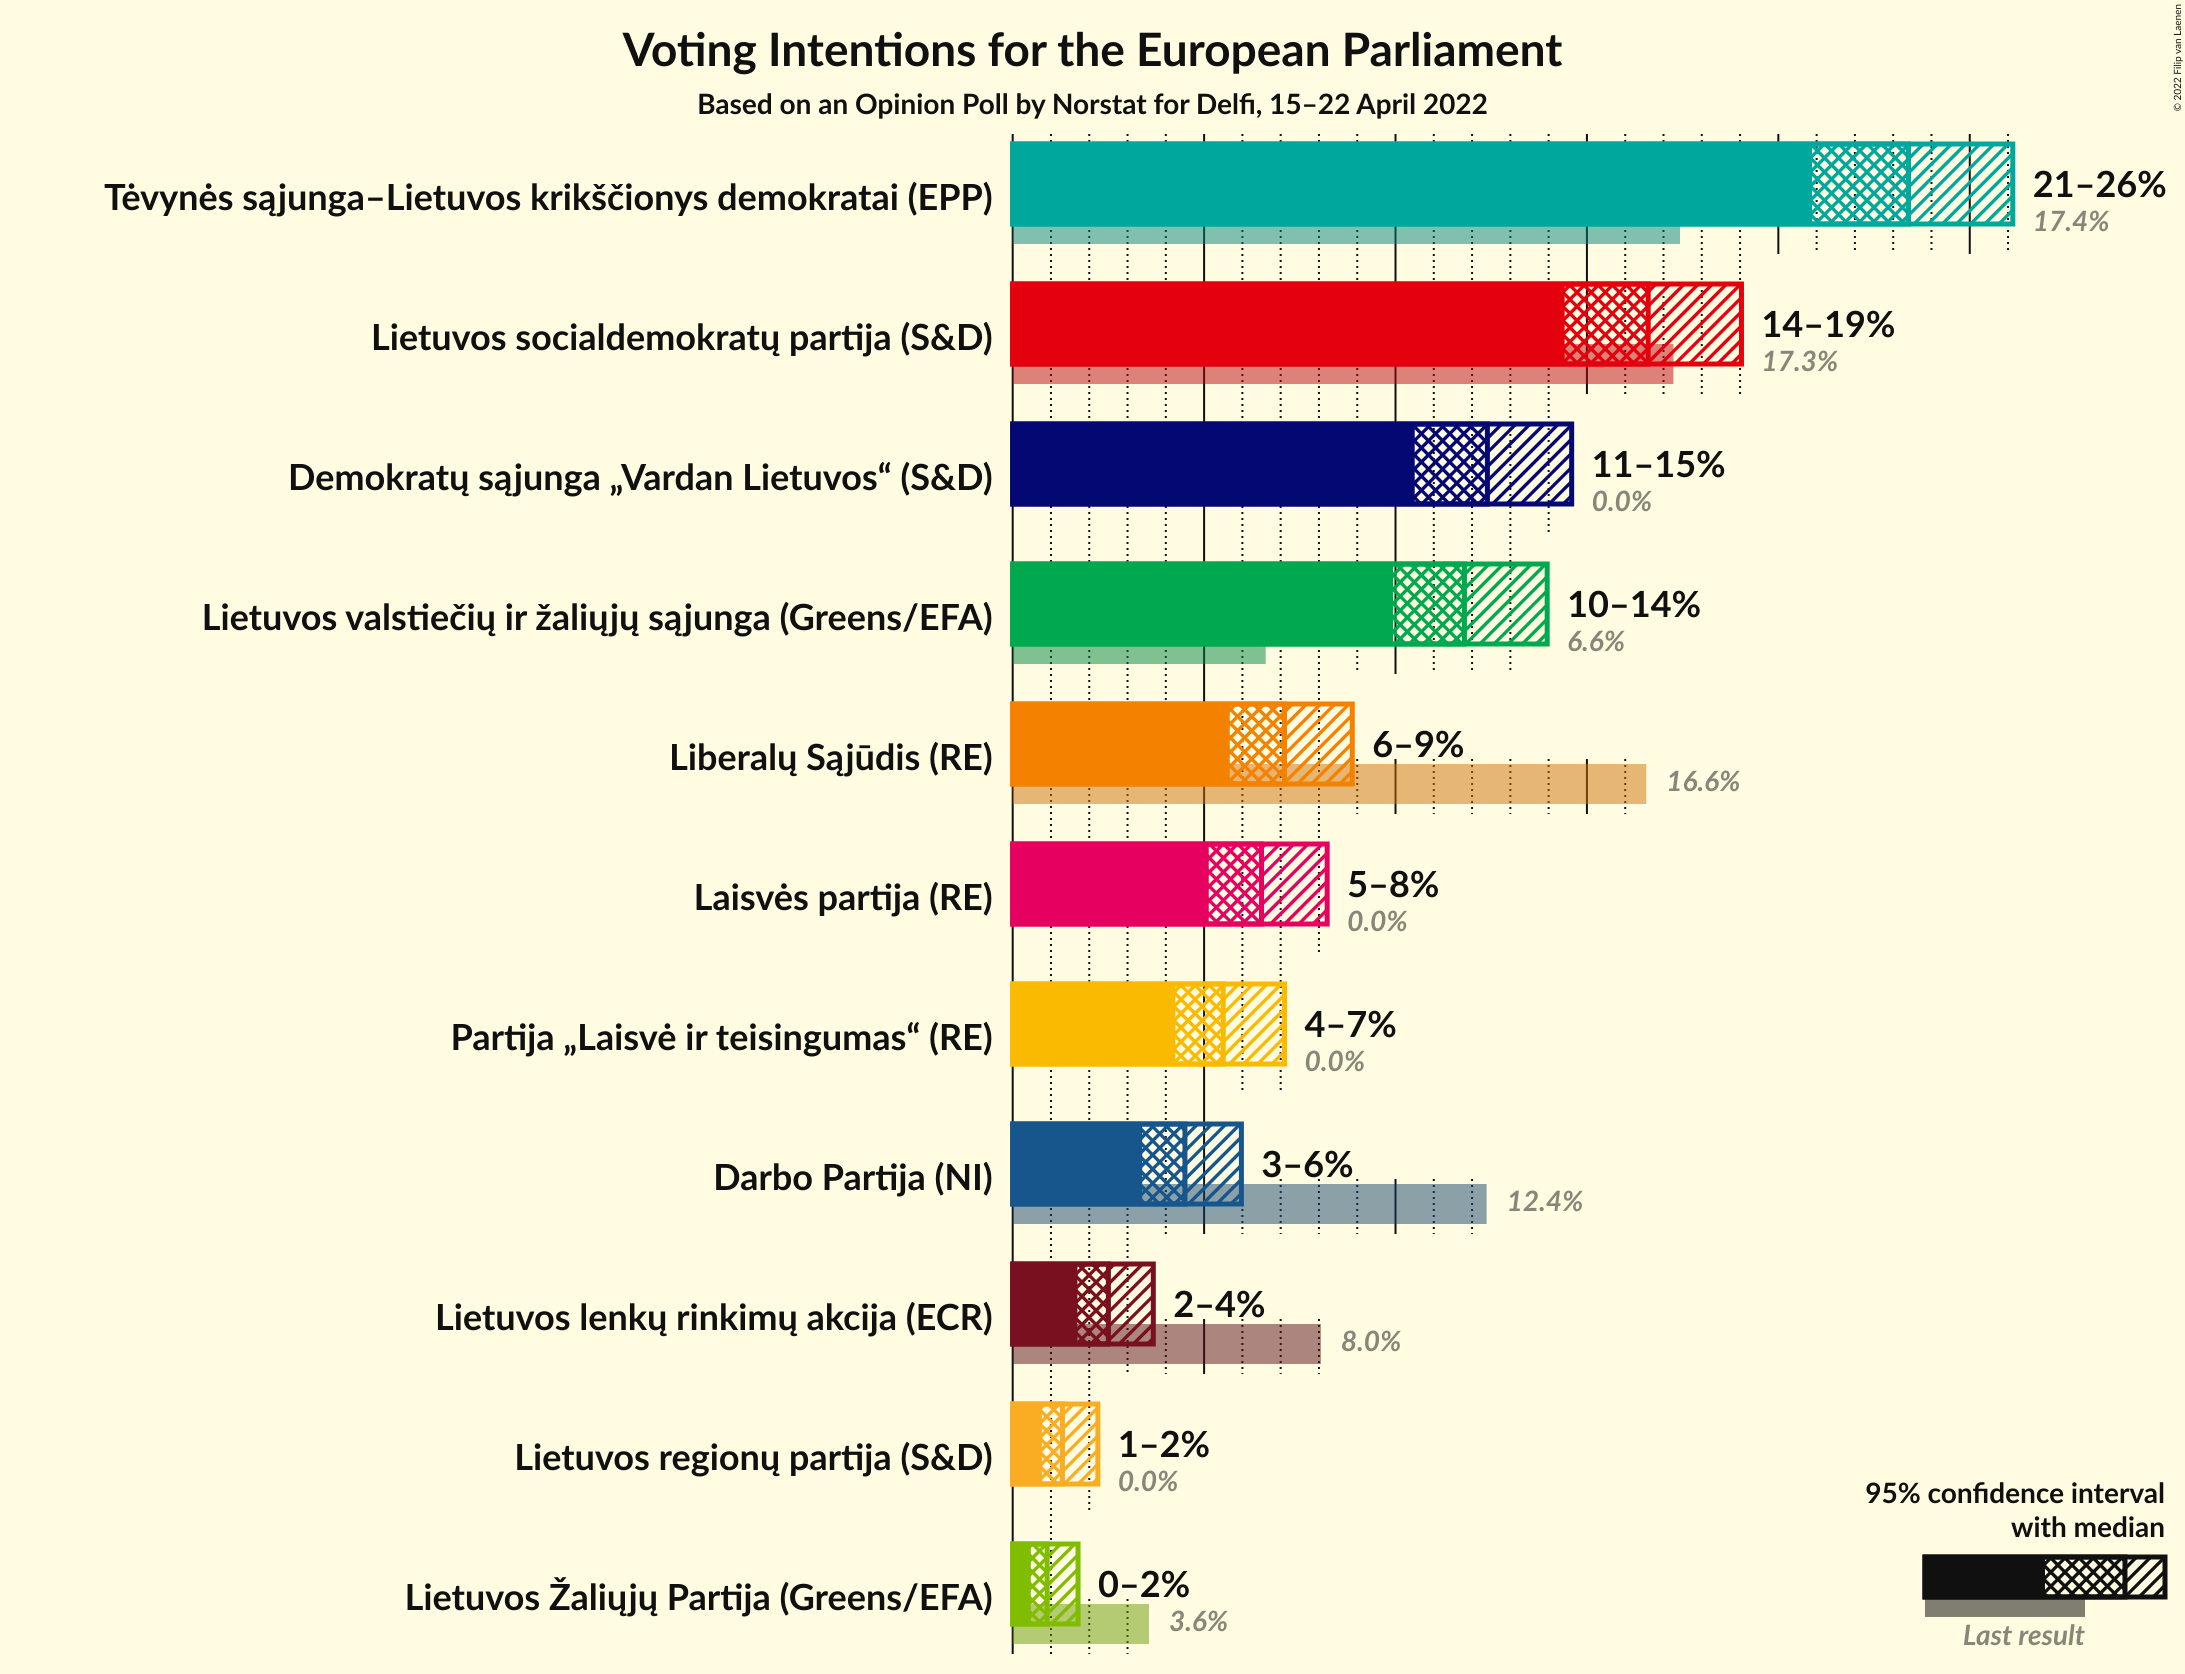 © 2022 Filip van Laenen
Voting Intentions for the European Parliament
Based on an Opinion Poll by Norstat for Delfi, 15–22 April 2022
Tėvynės sąjunga–Lietuvos krikščionys demokratai (EPP)
21–26%
17.4%
Lietuvos socialdemokratų partija (S&D)
14–19%
17.3%
Demokratų sąjunga „Vardan Lietuvos“ (S&D)
11–15%
0.0%
Lietuvos valstiečių ir žaliųjų sąjunga (Greens/EFA)
10–14%
6.6%
Liberalų Sąjūdis (RE)
6–9%
16.6%
Laisvės partija (RE)
5–8%
0.0%
Partija „Laisvė ir teisingumas“ (RE)
4–7%
0.0%
Darbo Partija (NI)
3–6%
12.4%
Lietuvos lenkų rinkimų akcija (ECR)
2–4%
8.0%
Lietuvos regionų partija (S&D)
1–2%
0.0%
Lietuvos Žaliųjų Partija (Greens/EFA)
0–2%
3.6%
95% confidence interval
with median
Last result